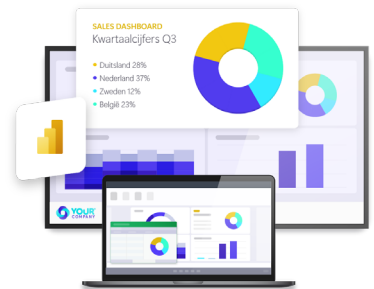 SALES DASHBOARD
Kwartaalcijfers Q3
Duitsland 28%
Nederland 37%
Zweden 12%
België 23%
YOUR
COMPANY